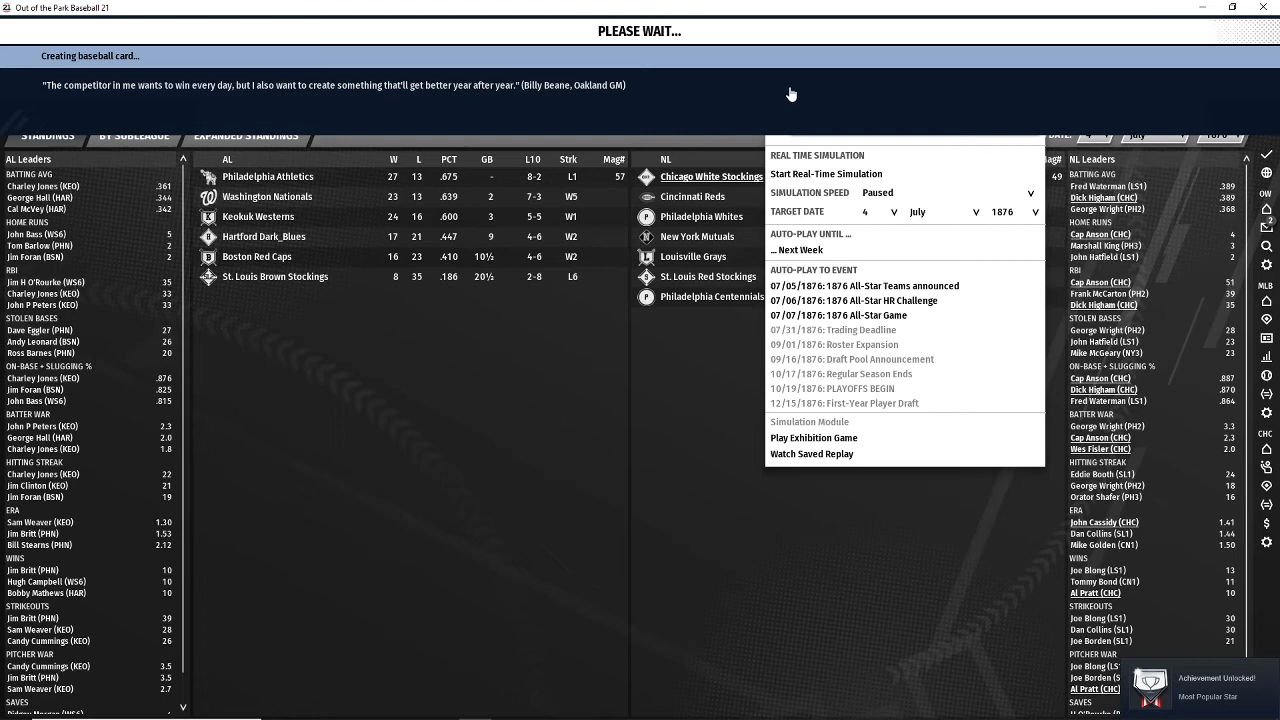 21 Out of the Park Baseball 21
PLEASE WAIT...
Creating baseball card...
"The competitor in me wants to win every day, but I also want to create something that'll get better year after year." (Billy Beane, Oakland GM)
STANDINGS BY SUBLEAGUE EXPANDED STANDINGS
DATE: 4 July 1876
AL Leaders
BATTING AVG
Charley Jones (KEO) .361
George Hall (HAR) .344
Cal McVey (HAR) .342
HOME RUNS
John Bass (WS6) 5
Tom Barlow (PHN) 2
Jim Foran (BSN) 2
RBI
Jim H O'Rourke (WS6) 35
Charley Jones (KEO) 33
John P Peters (KEO) 33
STOLEN BASES
Dave Eggler (PHN) 27
Andy Leonard (BSN) 26
Ross Barnes (PHN) 20
ON-BASE + SLUGGING %
Charley Jones (KEO) .876
Jim Foran (BSN) .825
John Bass (WS6) .815
BATTER WAR
John P Peters (KEO) 2.3
George Hall (HAR) 2.0
Charley Jones (KEO) 1.8
HITTING STREAK
Charley Jones (KEO) 22
Jim Clinton (KEO) 21
Jim Foran (BSN) 19
ERA
Sam Weaver (KEO) 1.30
Jim Britt (PHN) 1.53
Bill Stearns (PHN) 2.12
WINS
Jim Britt (PHN) 10
Hugh Campbell (WS6) 10
Bobby Mathews (HAR) 10
STRIKEOUTS
Jim Britt (PHN) 39
Sam Weaver (KEO) 28
Candy Cummings (KEO) 26
PITCHER WAR
Candy Cummings (KEO) 3.5
Jim Britt (PHN) 3.5
Sam Weaver (KEO) 2.7
SAVES
AL W L PCT GB L10 Strk Mag#
Philadelphia Athletics 27 13 .675 - 8-2 L1 57
Washington Nationals 23 13 .639 2 7-3 W5
Keokuk Westerns 24 16 .600 3 5-5 W1
Hartford Dark_Blues 17 21 .447 9 4-6 W2
Boston Red Caps 16 23 .410 10½ 4-6 W2
St. Louis Brown Stockings 8 35 .186 20½ 2-8 L6
NL
Chicago White Stockings 49
Cincinnati Reds
Philadelphia Whites
New York Mutuals
Louisville Grays
St. Louis Red Stockings
Philadelphia Centennials
REAL TIME SIMULATION
Start Real-Time Simulation
SIMULATION SPEED Paused
TARGET DATE 4 July 1876
AUTO-PLAY UNTIL ...
... Next Week
AUTO-PLAY TO EVENT
07/05/1876: 1876 All-Star Teams announced
07/06/1876: 1876 All-Star HR Challenge
07/07/1876: 1876 All-Star Game
07/31/1876: Trading Deadline
09/01/1876: Roster Expansion
09/16/1876: Draft Pool Announcement
10/17/1876: Regular Season Ends
10/19/1876: PLAYOFFS BEGIN
12/15/1876: First-Year Player Draft
Simulation Module
Play Exhibition Game
Watch Saved Replay
NL Leaders
BATTING AVG
Fred Waterman (LS1) .389
Dick Higham (CHC) .389
George Wright (PH2) .368
HOME RUNS
Cap Anson (CHC) 4
Marshall King (PH3) 3
John Hatfield (LS1) 2
RBI
Cap Anson (CHC) 51
Frank McCarton (PH2) 39
Dick Higham (CHC) 35
STOLEN BASES
George Wright (PH2) 28
John Hatfield (LS1) 23
Mike McGeary (NY3) 23
ON-BASE + SLUGGING %
Cap Anson (CHC) .887
Dick Higham (CHC) .870
Fred Waterman (LS1) .864
BATTER WAR
George Wright (PH2) 3.3
Cap Anson (CHC) 2.3
Wes Fisler (CHC) 2.0
HITTING STREAK
Eddie Booth (SL1) 24
George Wright (PH2) 18
Orator Shafer (PH3) 16
ERA
John Cassidy (CHC) 1.41
Dan Collins (SL1) 1.44
Mike Golden (CN1) 1.50
WINS
Joe Blong (LS1) 13
Tommy Bond (CN1) 11
Al Pratt (CHC) 10
STRIKEOUTS
Joe Blong (LS1) 30
Dan Collins (SL1) 30
Joe Borden (SL1) 21
PITCHER WAR
Joe Blong (LS
Joe Borden (S
Al Pratt (CHC)
SAVES
OW
2
MLB
CHC
$
Achievement Unlocked!
Most Popular Star